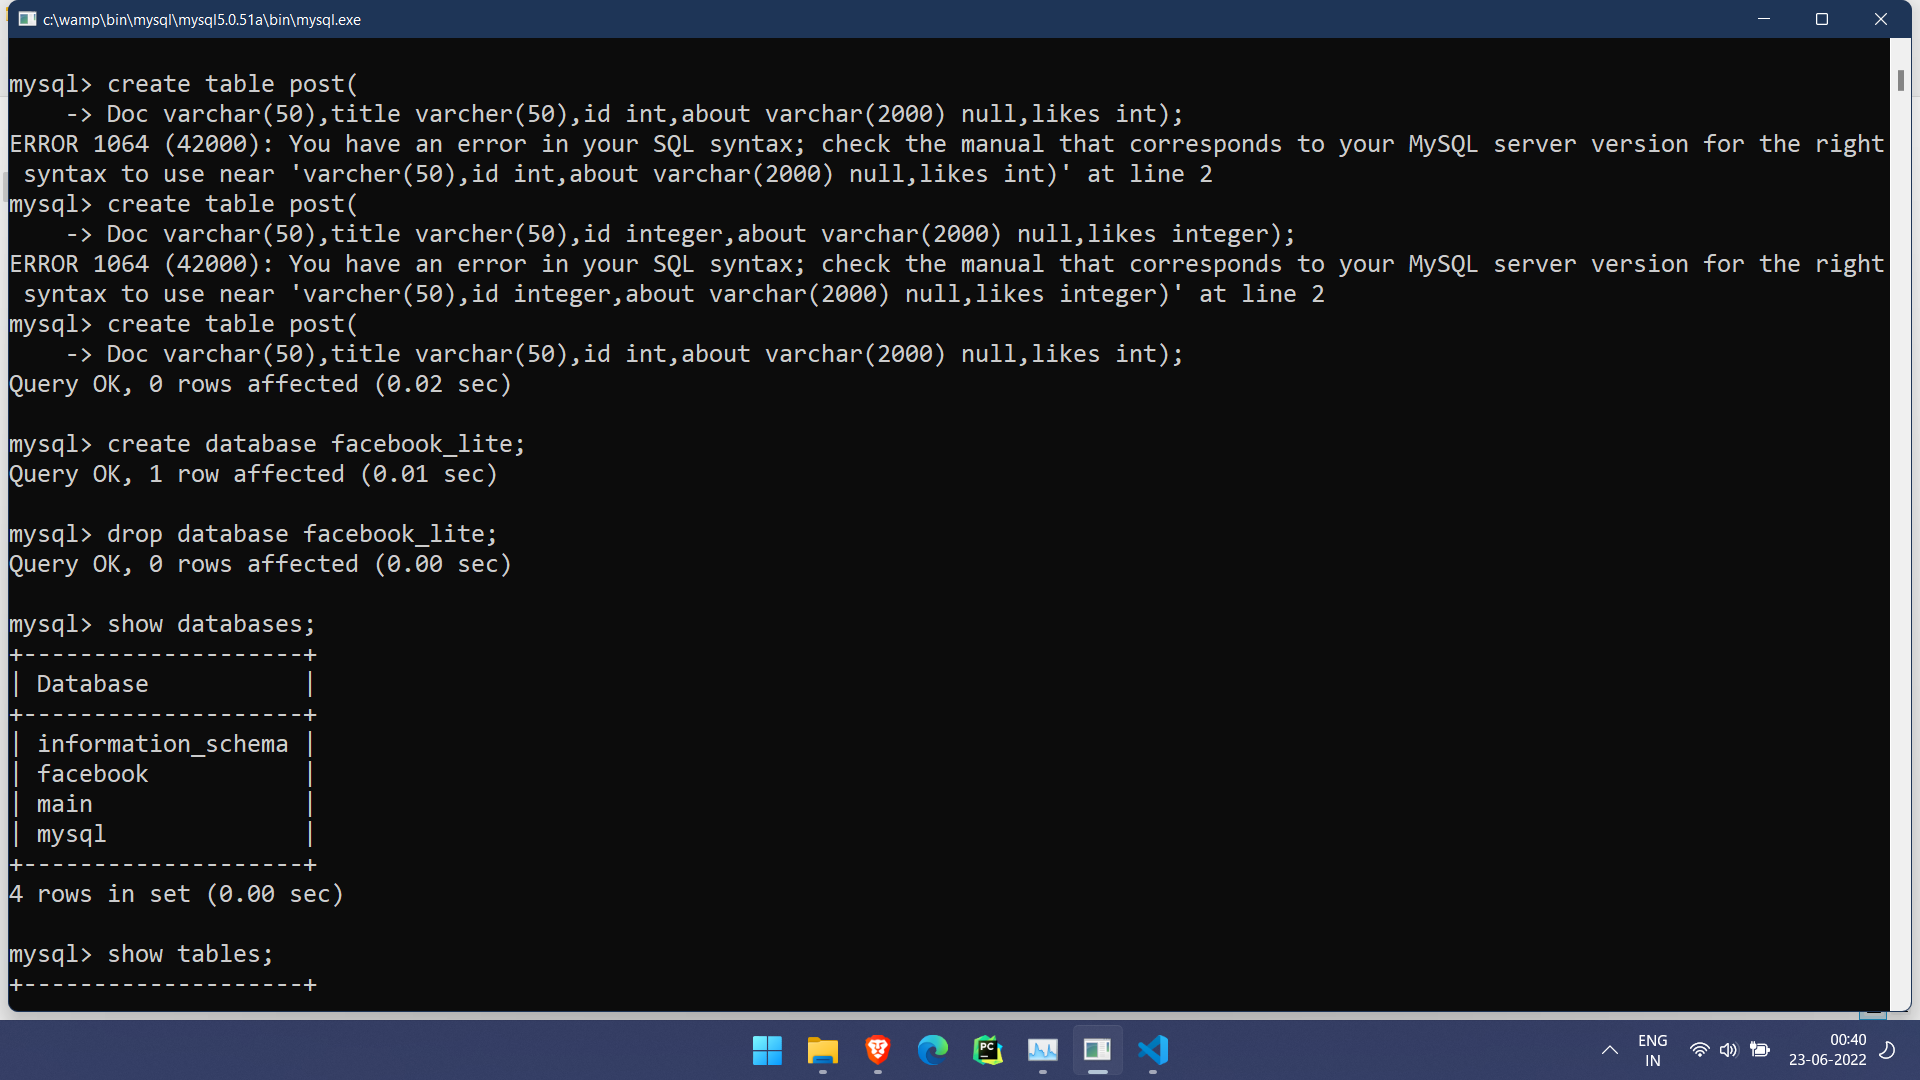 c:\wamp\bin\mysql\mysql5.0.51a\bin\mysql.exe
mysql> create table post(
    -> Doc varchar(50),title varcher(50),id int,about varchar(2000) null,likes int);
ERROR 1064 (42000): You have an error in your SQL syntax; check the manual that corresponds to your MySQL server version for the right
 syntax to use near 'varcher(50),id int,about varchar(2000) null,likes int)' at line 2
mysql> create table post(
    -> Doc varchar(50),title varcher(50),id integer,about varchar(2000) null,likes integer);
ERROR 1064 (42000): You have an error in your SQL syntax; check the manual that corresponds to your MySQL server version for the right
 syntax to use near 'varcher(50),id integer,about varchar(2000) null,likes integer)' at line 2
mysql> create table post(
    -> Doc varchar(50),title varchar(50),id int,about varchar(2000) null,likes int);
Query OK, 0 rows affected (0.02 sec)
mysql> create database facebook_lite;
Query OK, 1 row affected (0.01 sec)
mysql> drop database facebook_lite;
Query OK, 0 rows affected (0.00 sec)
mysql> show databases;
+--------------------+
| Database           |
+--------------------+
| information_schema |
| facebook           |
| main               |
| mysql              |
+--------------------+
4 rows in set (0.00 sec)
mysql> show tables;
+--------------------+
PC
ENG
IN
00:40
23-06-2022